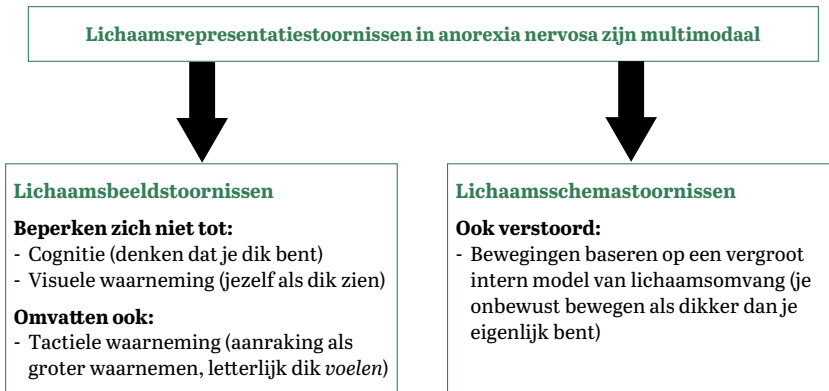 Lichaamsrepresentatiestoornissen in anorexia nervosa zijn multimodaal
Lichaamsbeeldstoornissen
Beperken zich niet tot:
- Cognitie (denken dat je dik bent)
- Visuele waarneming (jezelf als dik zien)
Omvatten ook:
- Tactiele waarneming (aanraking als
groter waarnemen, letterlijk dik voelen)
Lichaamsschemastoornissen
Ook verstoord:
- Bewegingen baseren op een vergroot
intern model van lichaamsomvang (je
onbewust bewegen als dikker dan je
eigenlijk bent)